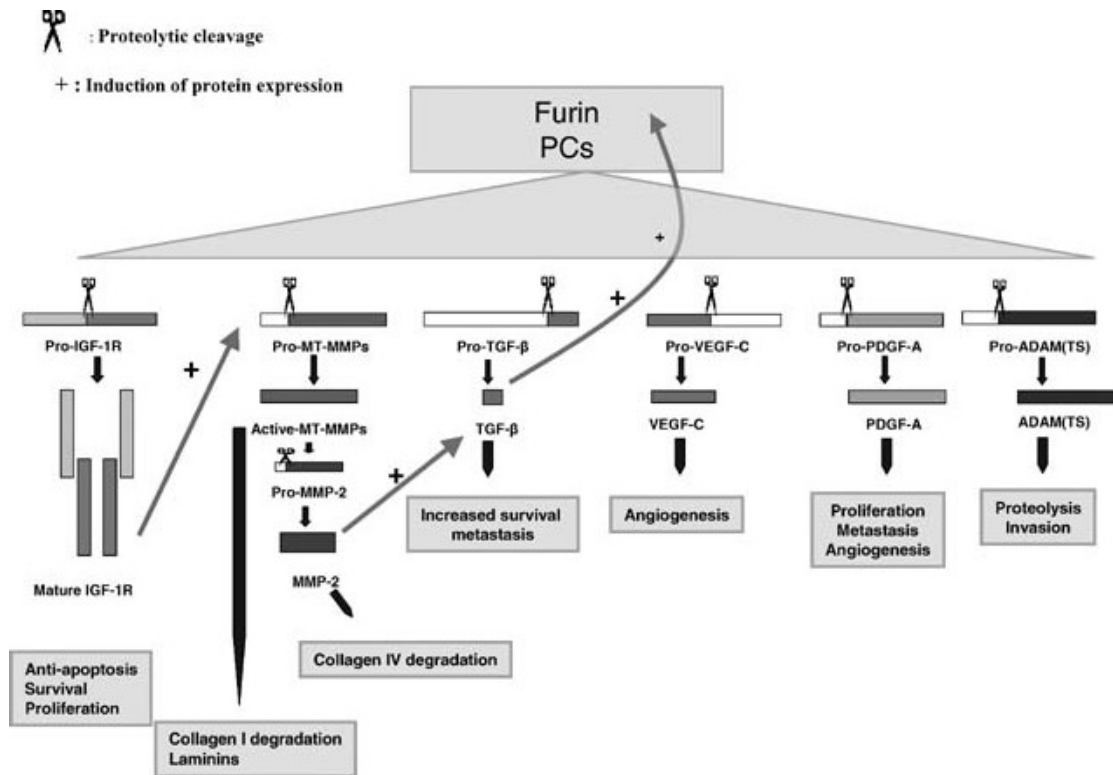 : Proteolytic cleavage
+ : Induction of protein expression
Furin
PCs
+
+
+
+
Pro-IGF-1R
Pro-MT-MMPs
Pro-TGF-β
Pro-VEGF-C
Pro-PDGF-A
Pro-ADAM(TS)
Active-MT-MMPs
TGF-β
VEGF-C
PDGF-A
ADAM(TS)
Pro-MMP-2
Increased survival
metastasis
Angiogenesis
Proliferation
Metastasis
Angiogenesis
Proteolysis
Invasion
MMP-2
Mature IGF-1R
Collagen IV degradation
Anti-apoptosis
Survival
Proliferation
Collagen I degradation
Laminins